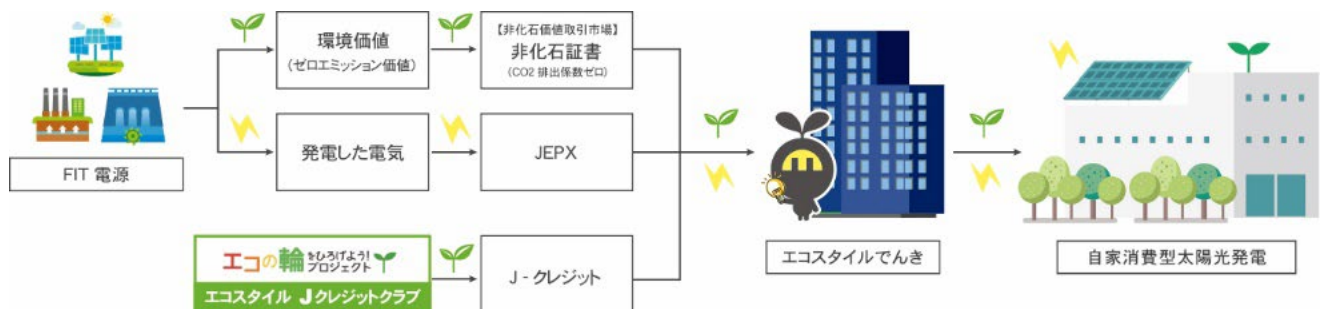 環境価値
(ゼロエミッション価値)
【非化石価値取引市場】
非化石証書
(CO2 排出係数ゼロ)
発電した電気
JEPX
FIT 電源
エコの輪をひろげよう!
プロジェクト
エコスタイル Jクレジットクラブ
J - クレジット
エコスタイルでんき
自家消費型太陽光発電